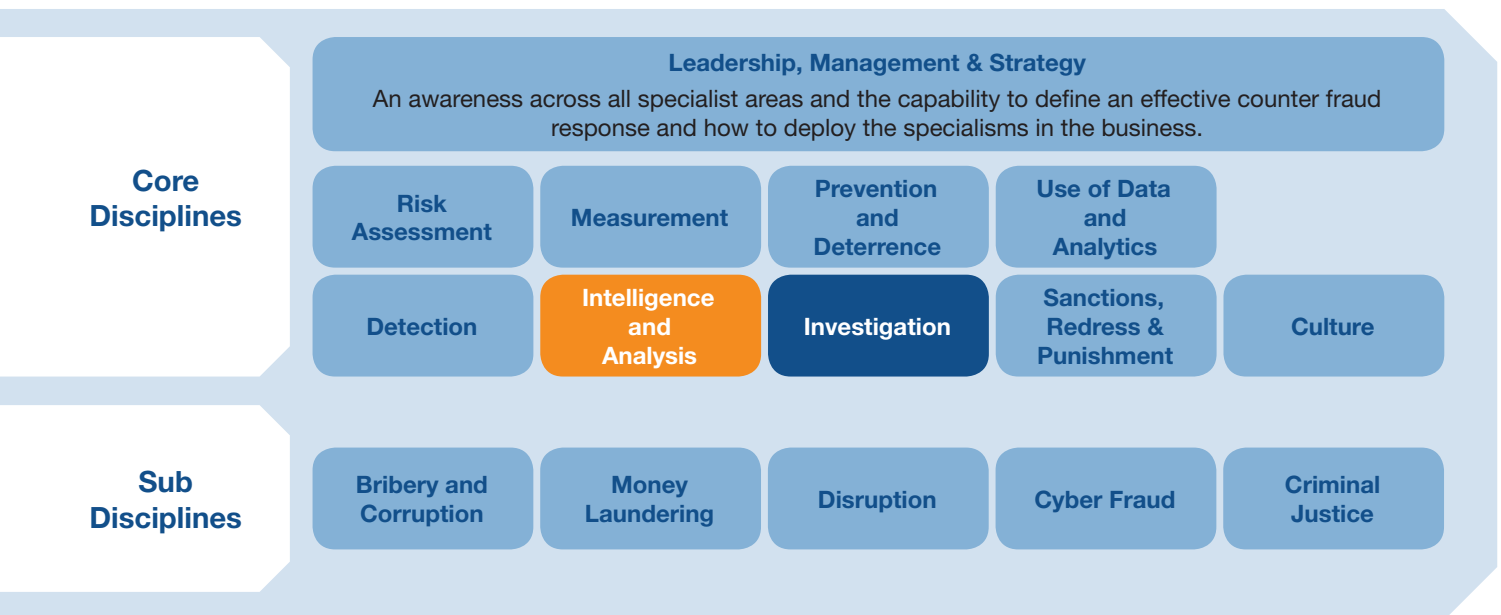 Core
Disciplines
Leadership, Management & Strategy
An awareness across all specialist areas and the capability to define an effective counter fraud
response and how to deploy the specialisms in the business.
Risk
Assessment
Measurement
Prevention
and
Deterrence
Use of Data
and
Analytics
Detection
Intelligence
and
Analysis
Investigation
Sanctions,
Redress &
Punishment
Culture
Sub
Disciplines
Bribery and
Corruption
Money
Laundering
Disruption
Cyber Fraud
Criminal
Justice